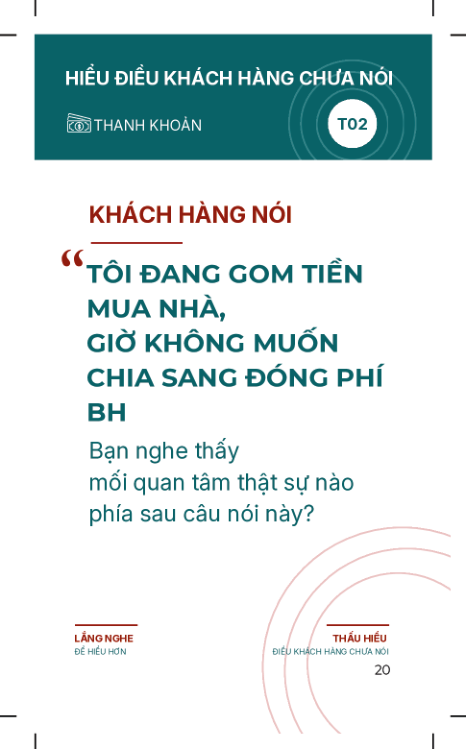 HIỂU ĐIỀU KHÁCH HÀNG CHƯA NÓI
THANH KHOẢN
T02
KHÁCH HÀNG NÓI
“TÔI ĐANG GOM TIỀN
MUA NHÀ,
GIỜ KHÔNG MUỐN
CHIA SANG ĐÓNG PHÍ
BH
Bạn nghe thấy
mối quan tâm thật sự nào
phía sau câu nói này?
LẮNG NGHE
ĐỂ HIỂU HƠN
THẤU HIỂU
ĐIỀU KHÁCH HÀNG CHƯA NÓI
20